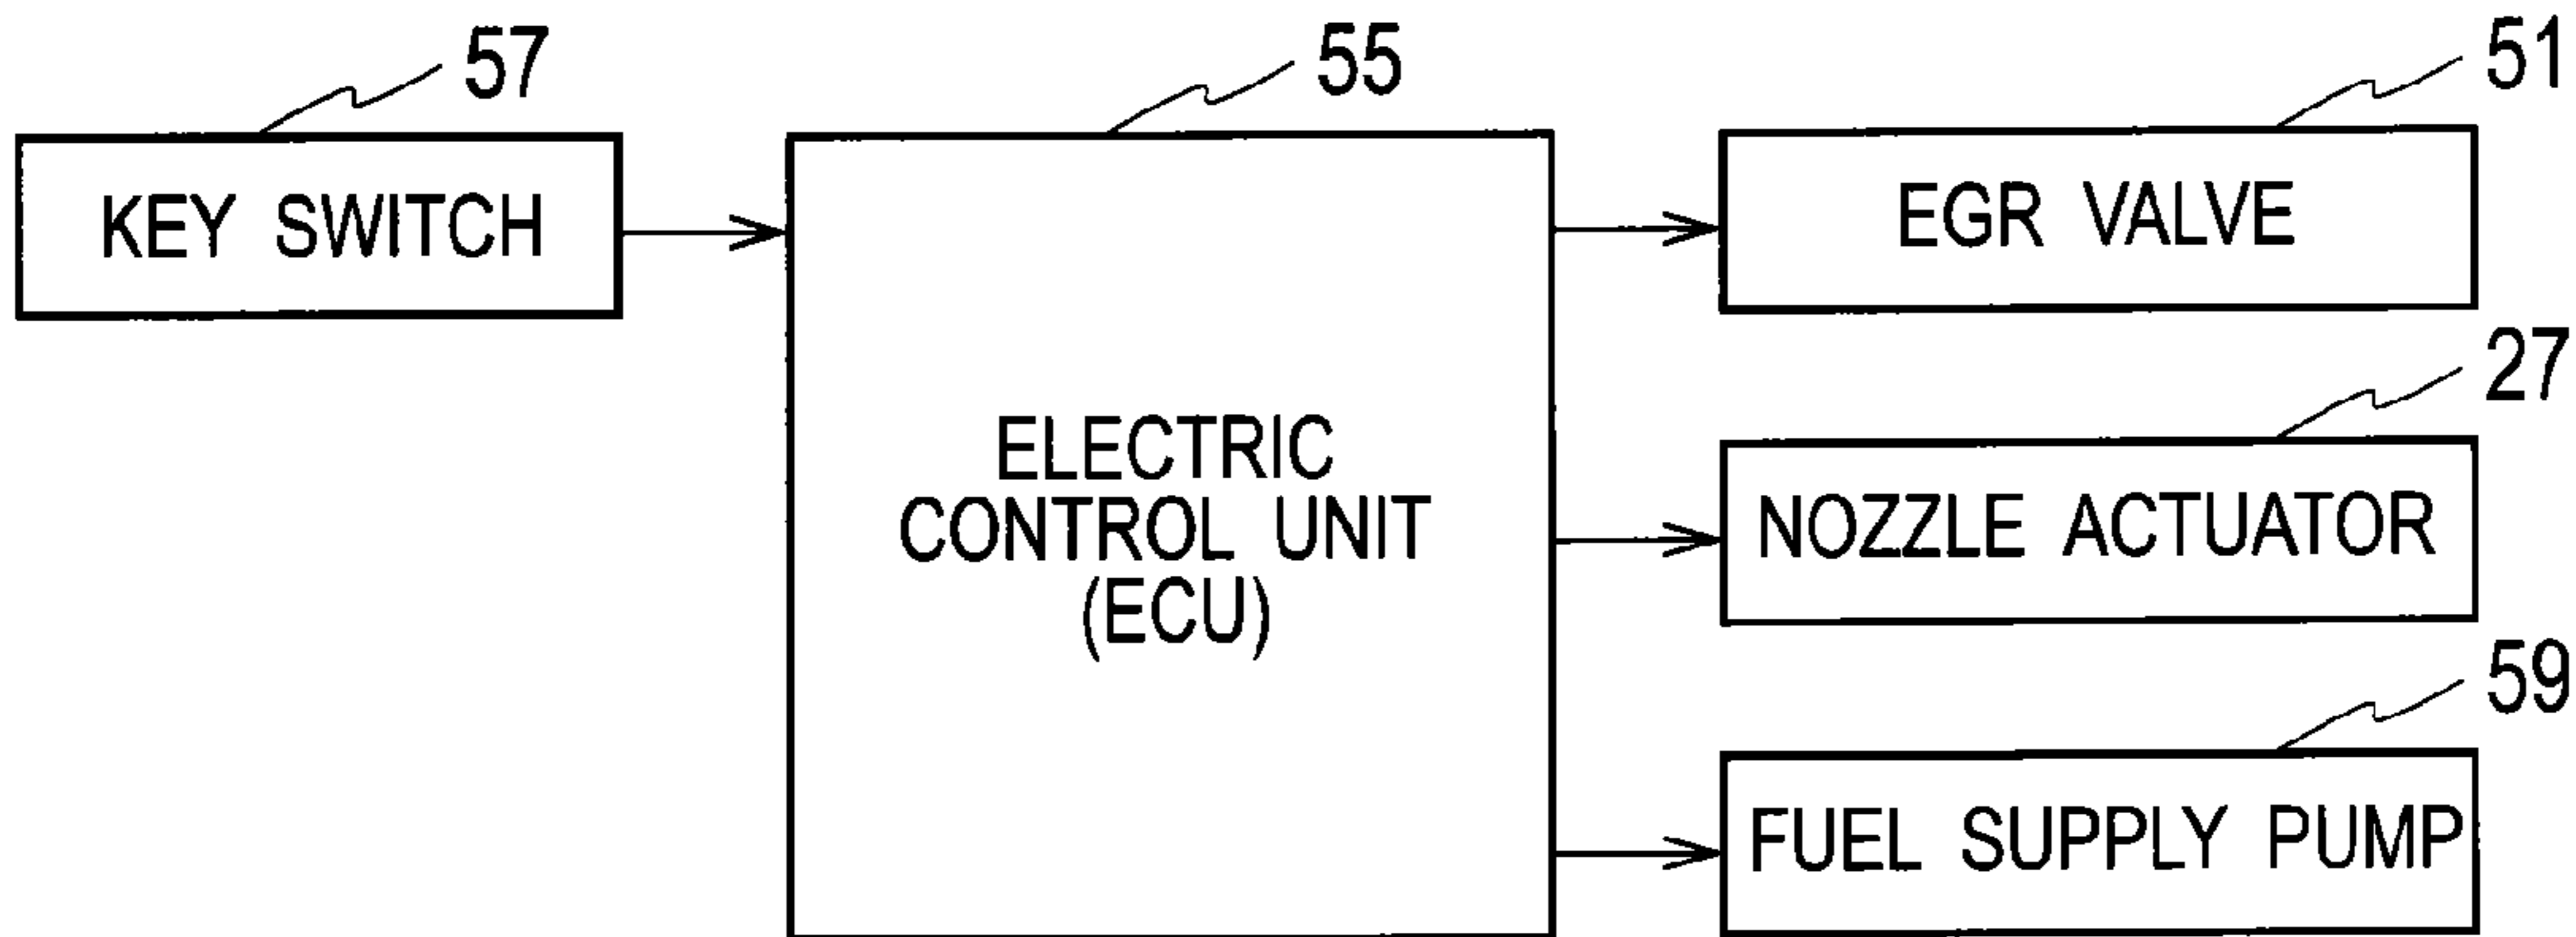 57
55
51
KEY SWITCH
EGR VALVE
27
ELECTRIC
CONTROL UNIT
(ECU)
NOZZLE ACTUATOR
59
FUEL SUPPLY PUMP